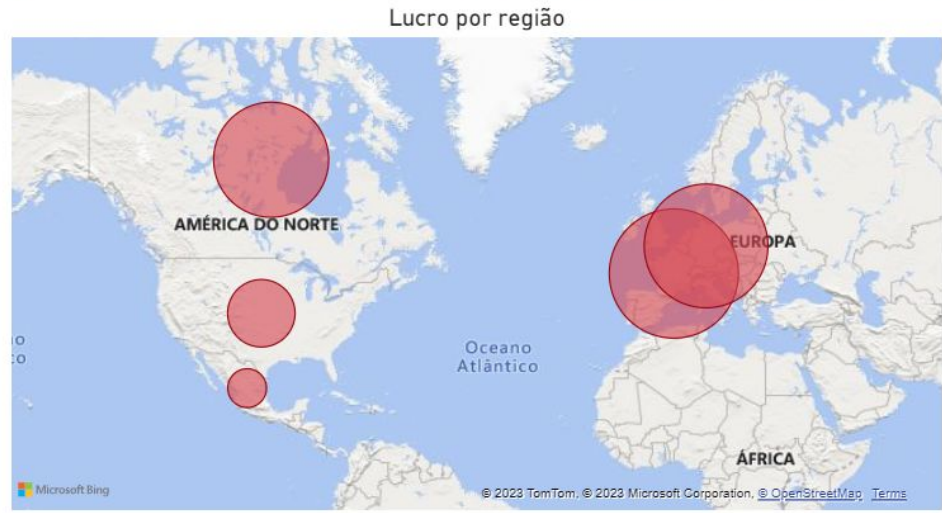 Lucro por região
AMÉRICA DO NORTE
EUROPA
Oceano
Atlântico
ÁFRICA
Microsoft Bing
© 2023 TomTom, © 2023 Microsoft Corporation, © OpenStreetMap Terms